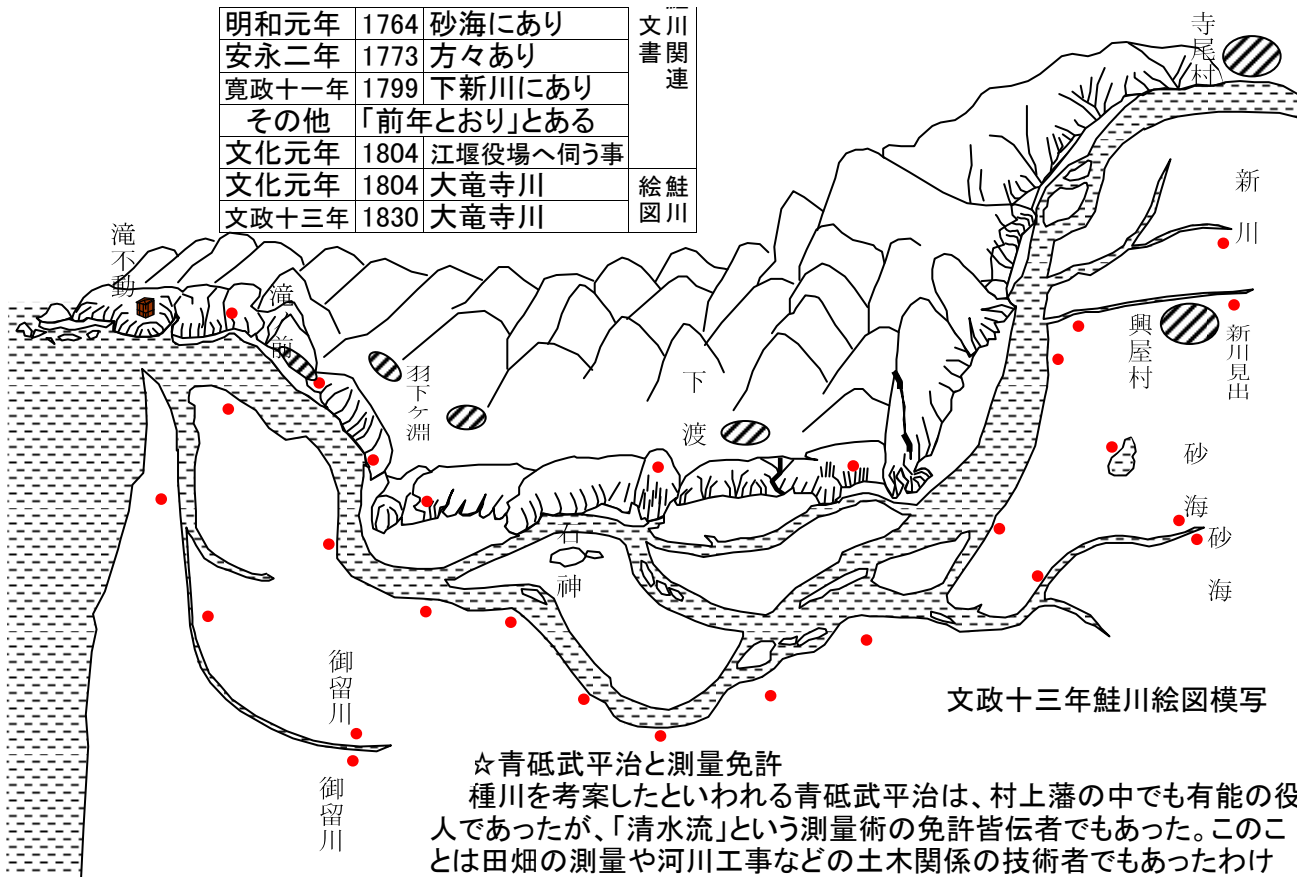 明和元年 1764 砂海にあり
安永二年 1773 方々あり
寛政十一年 1799 下新川にあり
その他 「前年とおり」とある
文化元年 1804 江堰役場へ伺う事
川関連
文書
文化元年 1804 大竜寺川
文政十三年 1830 大竜寺川
鮭川
絵図
寺尾村
新川
滝不動
滝前
羽下ケ淵
下渡
興屋村
新川見出
砂海
砂海
石神
御留川
御留川
文政十三年鮭川絵図模写
☆青砥武平治と測量免許
種川を考案したといわれる青砥武平治は、村上藩の中でも有能の役
人であったが、「清水流」という測量術の免許皆伝者でもあった。このこ
とは田畑の測量や河川工事などの土木関係の技術者でもあったわけ